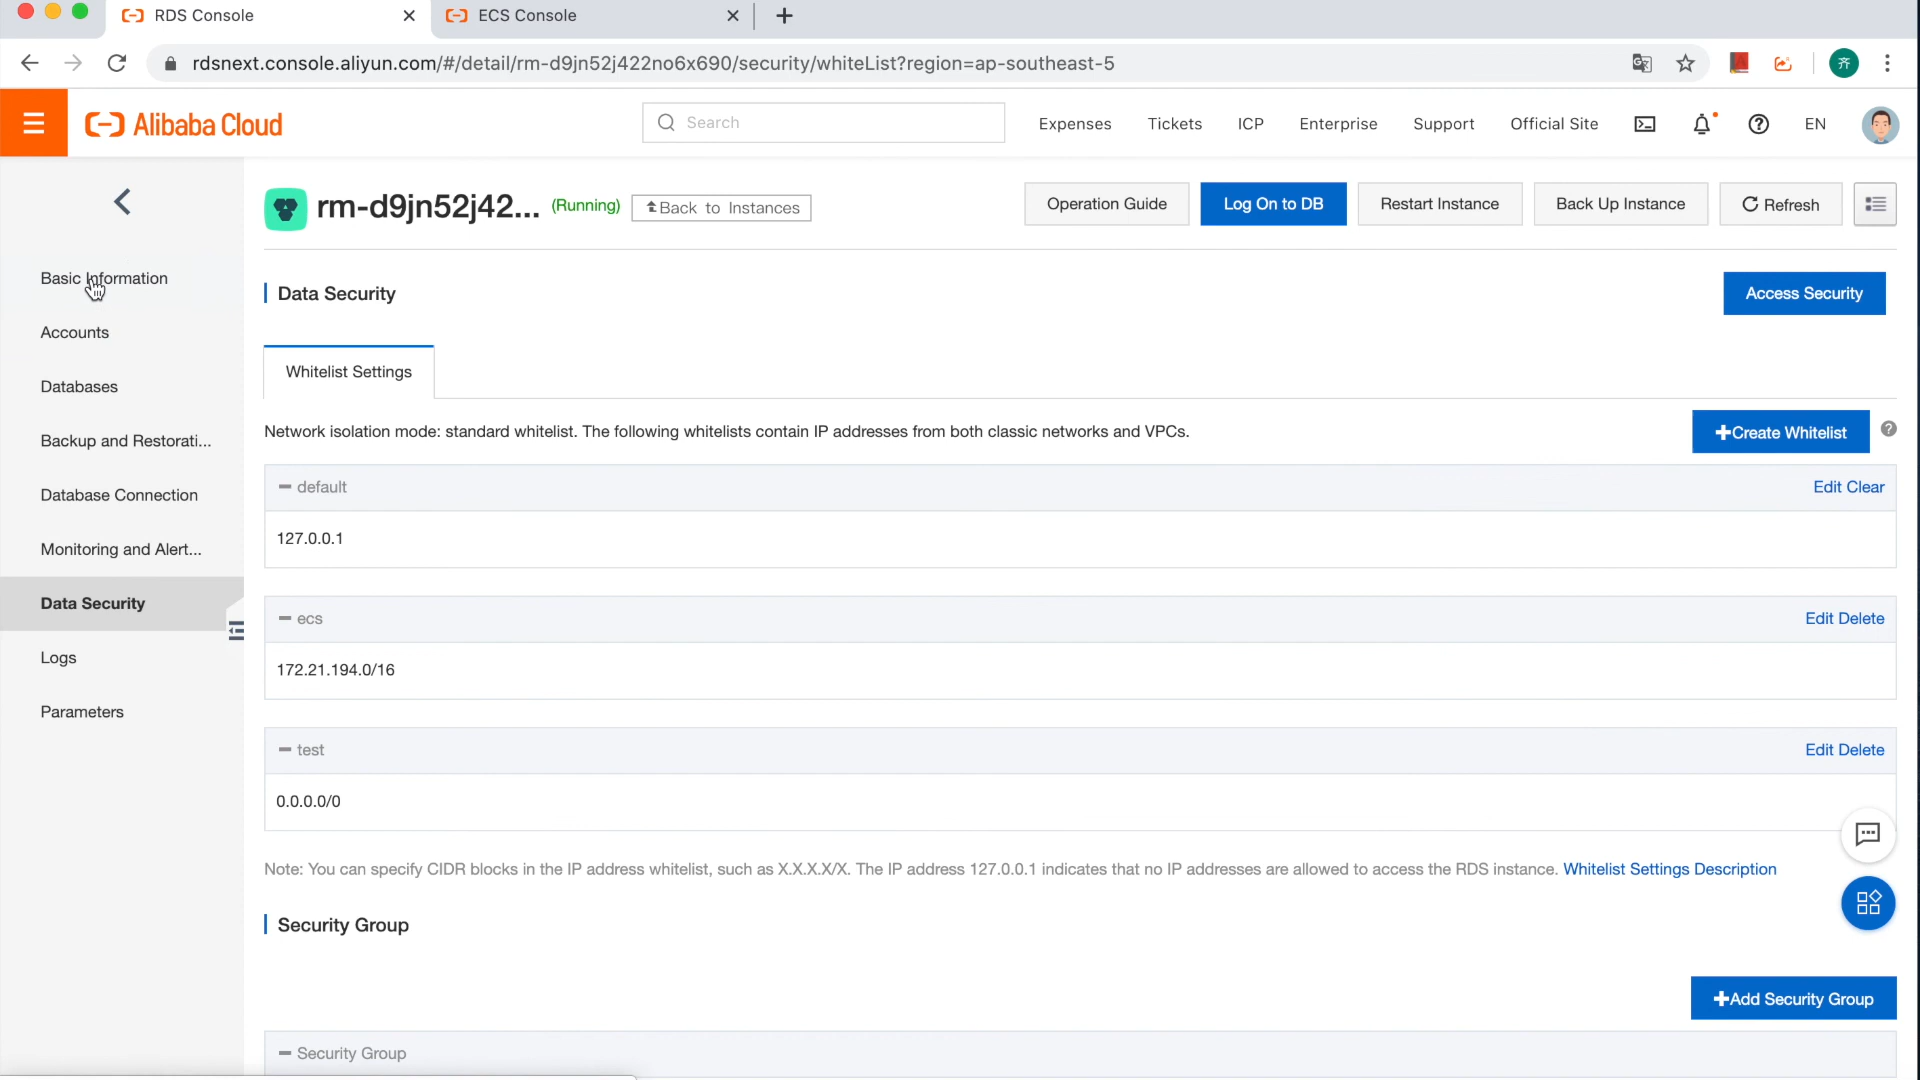 RDS Console
ECS Console
rdsnext.console.aliyun.com/#/detail/rm-d9jn52j422no6x690/security/whiteList?region=ap-southeast-5
齐
Alibaba Cloud
Search
Expenses
Tickets
ICP
Enterprise
Support
Official Site
EN
rm-d9jn52j42...
(Running)
Back to Instances
Operation Guide
Log On to DB
Restart Instance
Back Up Instance
Refresh
Basic Information
Accounts
Databases
Backup and Restorati...
Database Connection
Monitoring and Alert...
Data Security
Logs
Parameters
Data Security
Access Security
Whitelist Settings
Network isolation mode: standard whitelist. The following whitelists contain IP addresses from both classic networks and VPCs.
+Create Whitelist
default
Edit Clear
127.0.0.1
ecs
Edit Delete
172.21.194.0/16
test
Edit Delete
0.0.0.0/0
Note: You can specify CIDR blocks in the IP address whitelist, such as X.X.X.X/X. The IP address 127.0.0.1 indicates that no IP addresses are allowed to access the RDS instance. Whitelist Settings Description
Security Group
+Add Security Group
Security Group